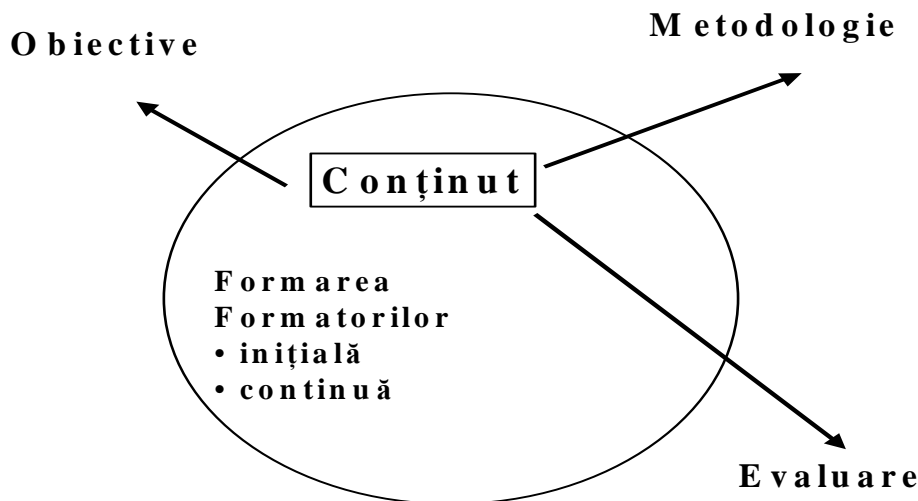 Metodologie
Obiective
Conținut
Formarea
Formatorilor
• inițială
• continuă
Evaluare